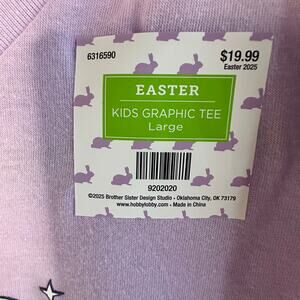 6316590
$19.99
Easter 2025
EASTER
KIDS GRAPHIC TEE
Large
9202020
©2025 Brother Sister Design Studio - Oklahoma City, OK 73179
www.hobbylobby.com - Made in China